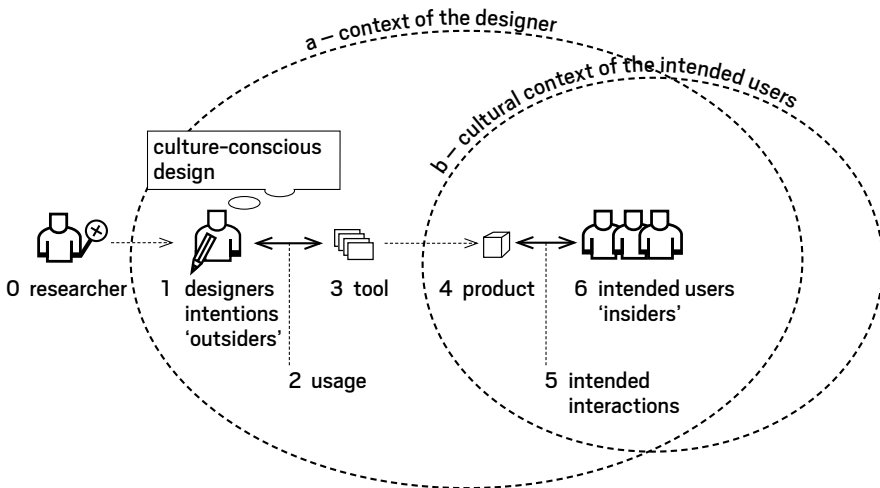 a – context of the designer
b – cultural context of the intended users
culture-conscious
design
0 researcher
1 designers
intentions
'outsiders'
3 tool
4 product
6 intended users
'insiders'
2 usage
5 intended
interactions